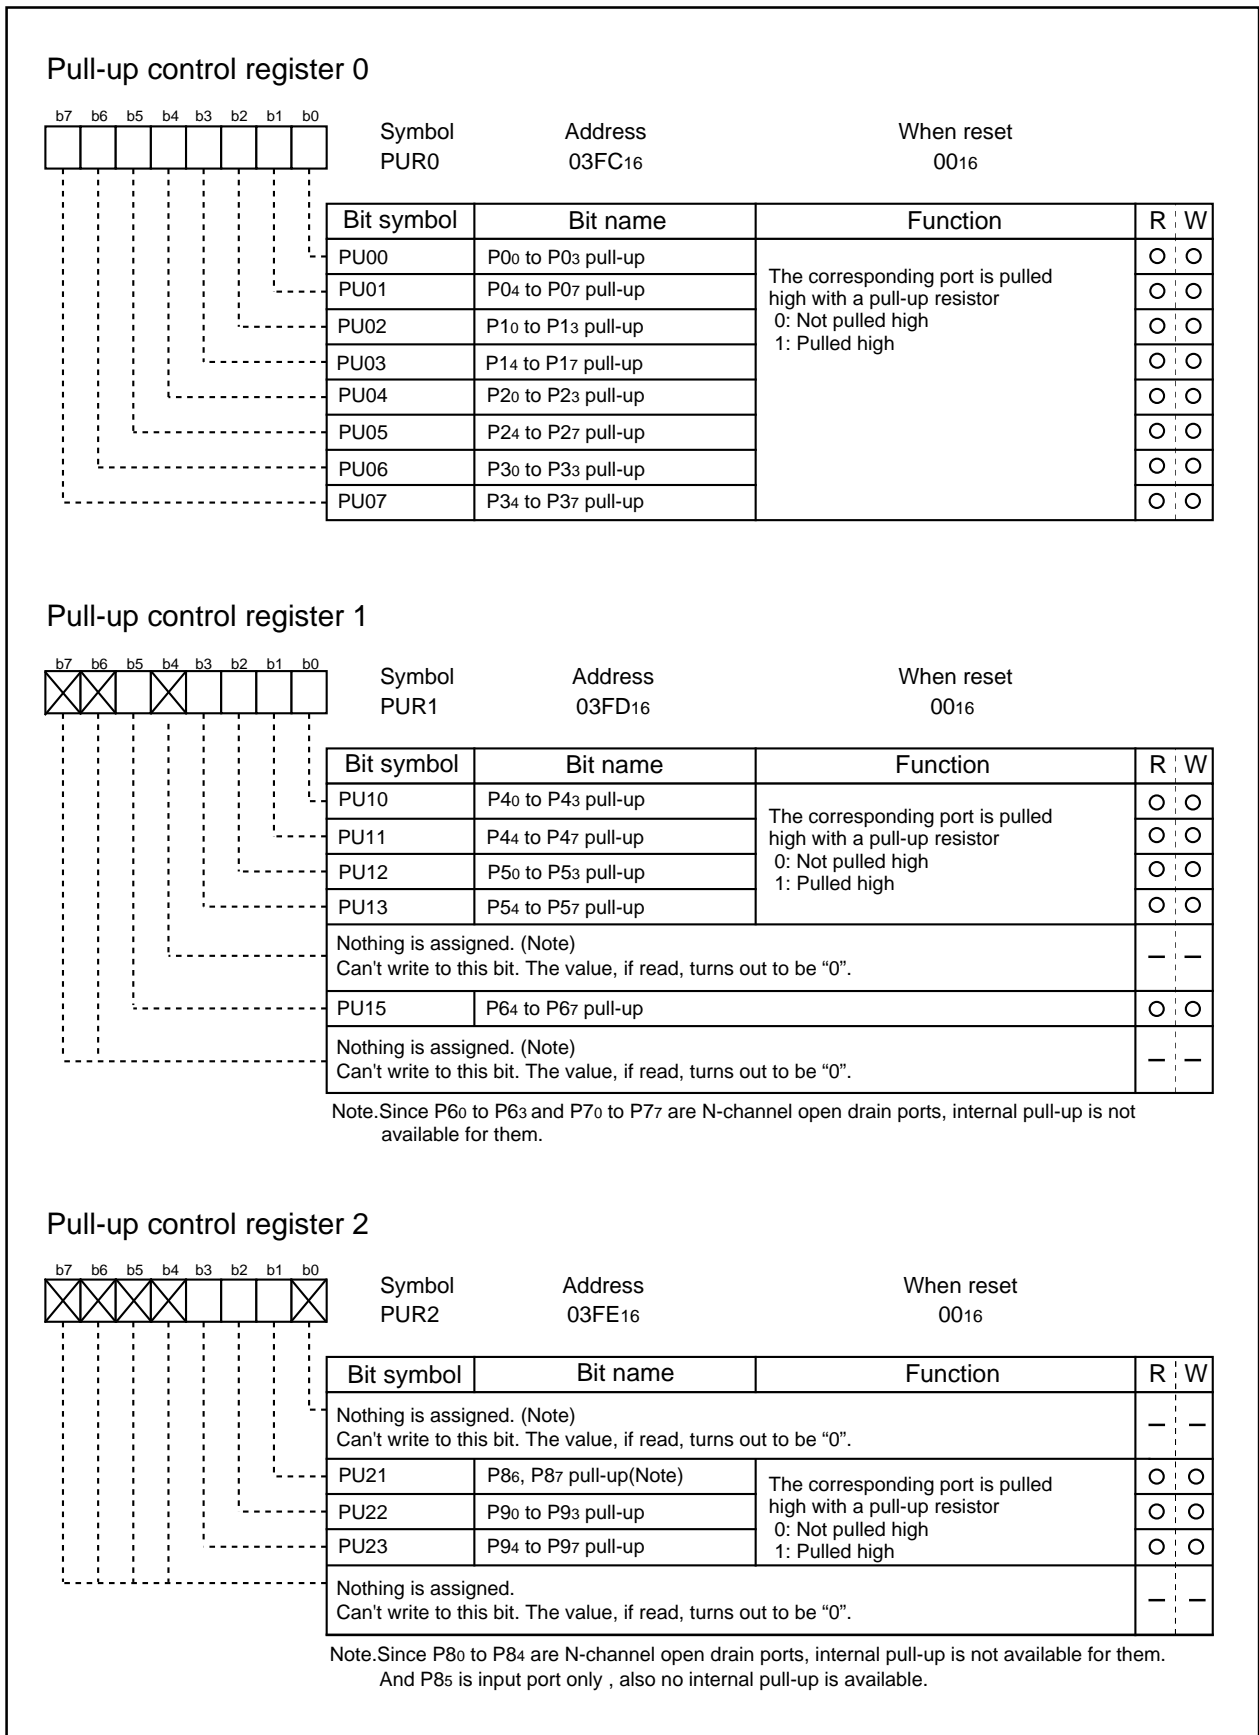 Pull-up control register 0
b7 b6 b5 b4 b3 b2 b1 b0
Symbol Address When reset
PUR0 03FC16 0016
Bit symbol Bit name Function R W
PU00 P00 to P03 pull-up
The corresponding port is pulled
high with a pull-up resistor
0: Not pulled high
1: Pulled high
PU01 P04 to P07 pull-up
PU02 P10 to P13 pull-up
PU03 P14 to P17 pull-up
PU04 P20 to P23 pull-up
PU05 P24 to P27 pull-up
PU06 P30 to P33 pull-up
PU07 P34 to P37 pull-up
Pull-up control register 1
b7 b6 b5 b4 b3 b2 b1 b0
Symbol Address When reset
PUR1 03FD16 0016
Bit symbol Bit name Function R W
PU10 P40 to P43 pull-up
The corresponding port is pulled
high with a pull-up resistor
0: Not pulled high
1: Pulled high
PU11 P44 to P47 pull-up
PU12 P50 to P53 pull-up
PU13 P54 to P57 pull-up
Nothing is assigned. (Note)
Can't write to this bit. The value, if read, turns out to be “0”.
– –
PU15 P64 to P67 pull-up
Nothing is assigned. (Note)
Can't write to this bit. The value, if read, turns out to be “0”.
– –
Note.Since P60 to P63 and P70 to P77 are N-channel open drain ports, internal pull-up is not
available for them.
Pull-up control register 2
b7 b6 b5 b4 b3 b2 b1 b0
Symbol Address When reset
PUR2 03FE16 0016
Bit symbol Bit name Function R W
Nothing is assigned. (Note)
Can't write to this bit. The value, if read, turns out to be “0”.
– –
PU21 P86, P87 pull-up(Note)
The corresponding port is pulled
high with a pull-up resistor
0: Not pulled high
1: Pulled high
PU22 P90 to P93 pull-up
PU23 P94 to P97 pull-up
Nothing is assigned.
Can't write to this bit. The value, if read, turns out to be “0”.
– –
Note.Since P80 to P84 are N-channel open drain ports, internal pull-up is not available for them.
And P85 is input port only , also no internal pull-up is available.